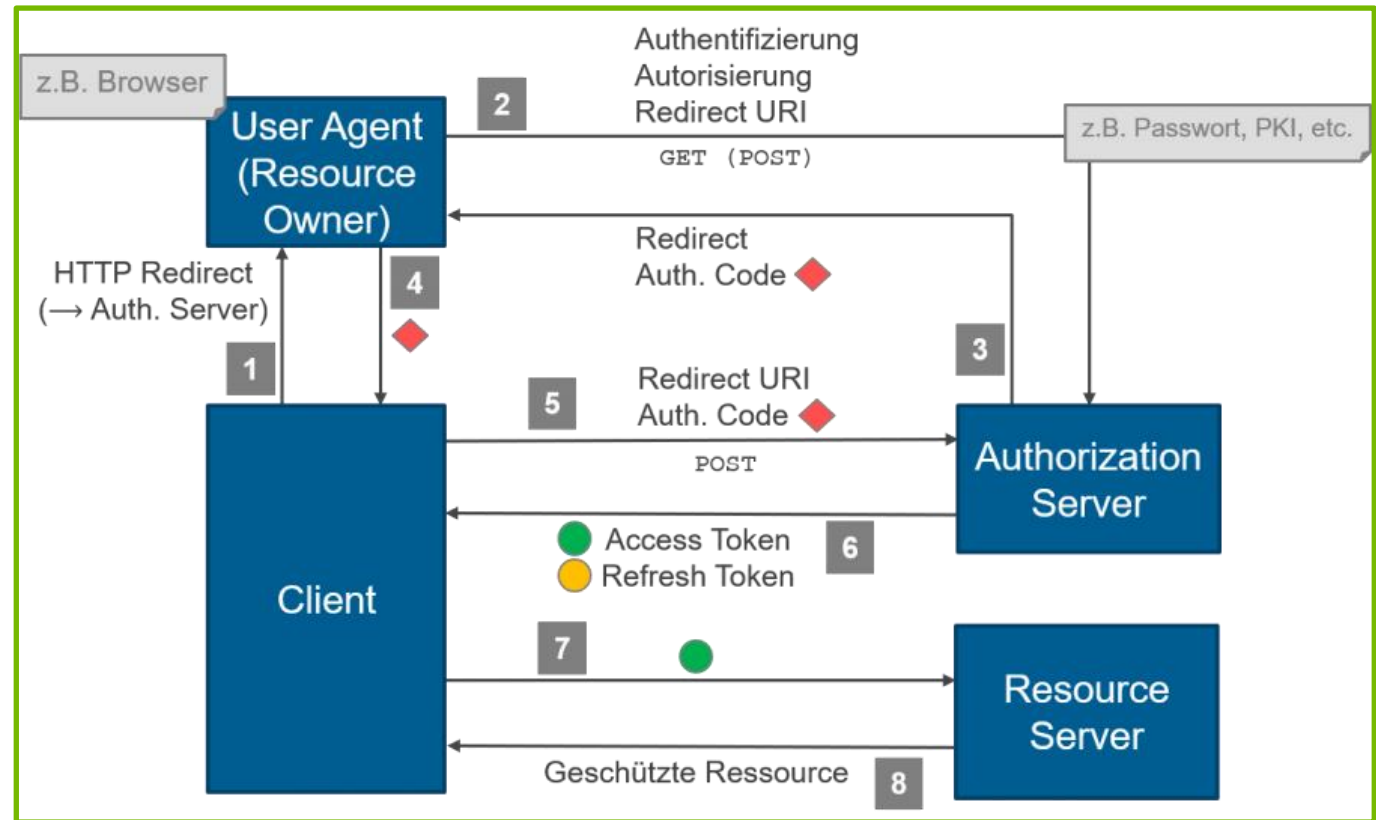 Authentifizierung
Autorisierung
Redirect URI
z.B. Browser
2
GET (POST)
z.B. Passwort, PKI, etc.
User Agent
(Resource
Owner)
Redirect
Auth. Code
HTTP Redirect
(→ Auth. Server)
4
1
3
Redirect URI
Auth. Code
5
POST
Authorization
Server
Access Token
Refresh Token
6
Client
7
Resource
Server
Geschützte Ressource
8